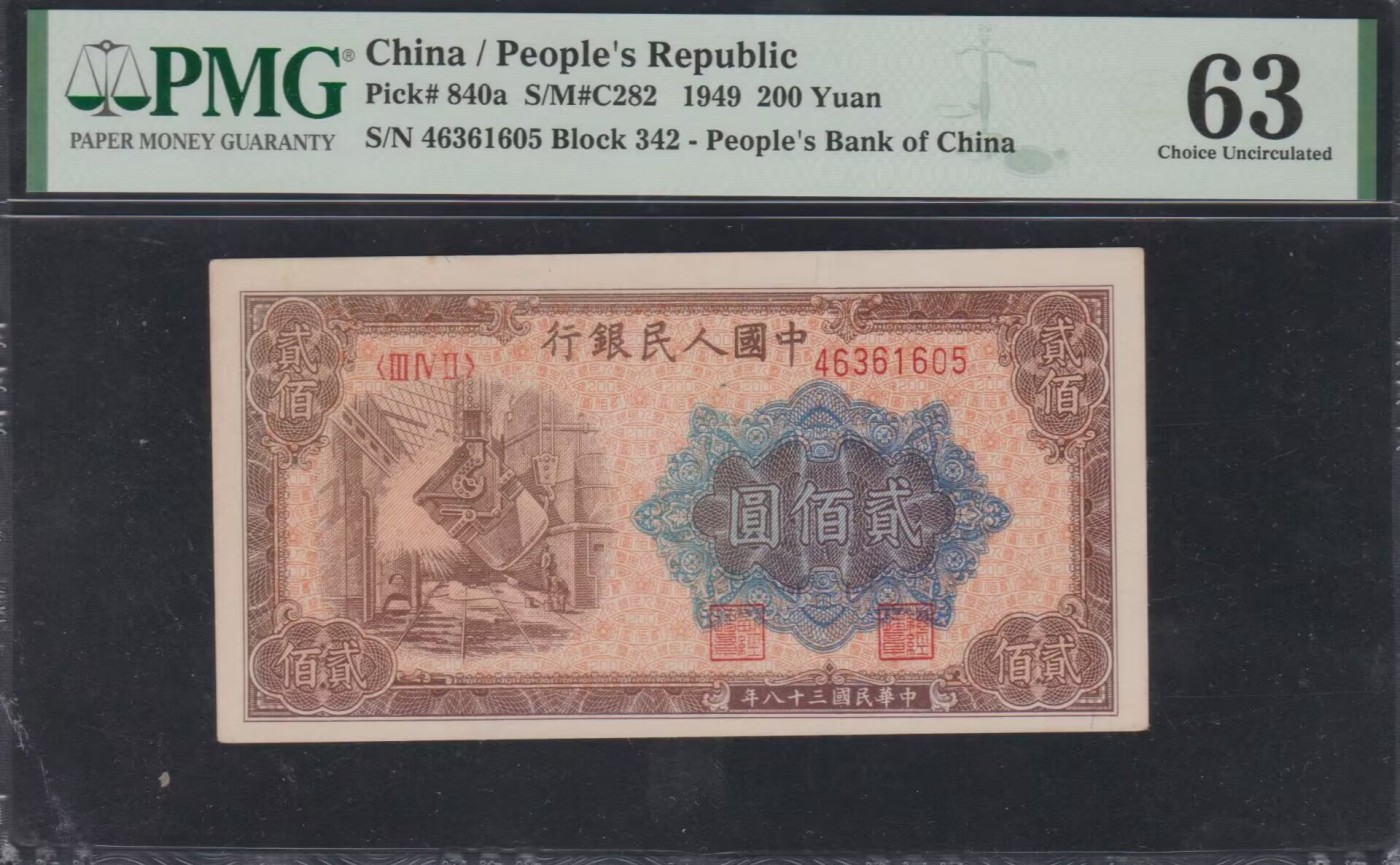 PMG®
PAPER MONEY GUARANTY
China / People's Republic
Pick# 840a S/M#C282 1949 200 Yuan
S/N 46361605 Block 342 - People's Bank of China
63
Choice Uncirculated
行銀民人國中
〈III IV II〉
46361605
貳佰
貳佰
圓佰貳
佰貳
佰貳
年八十三國民華中